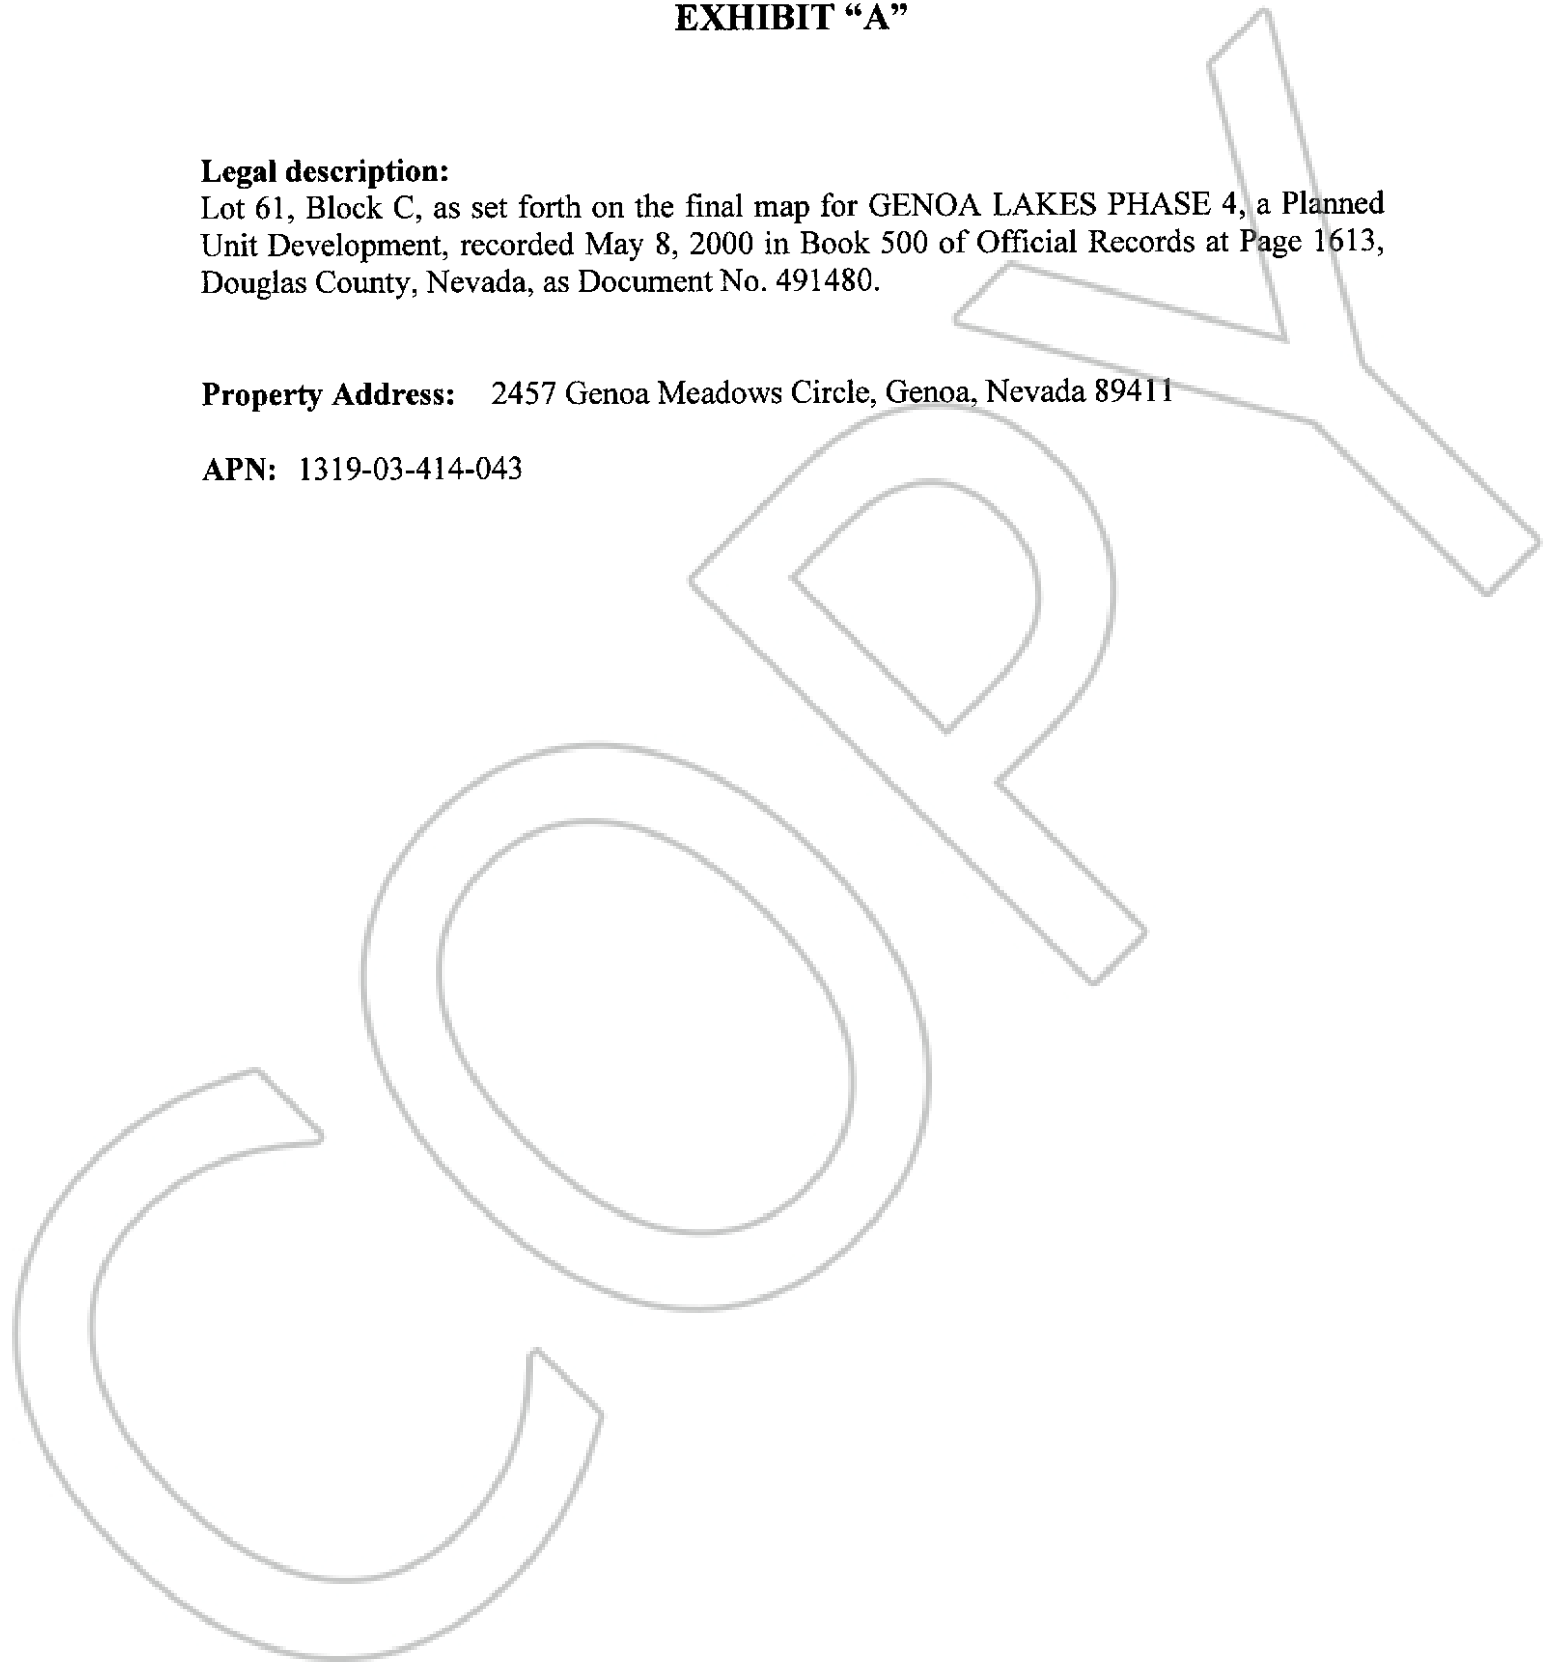 EXHIBIT “A”
Legal description:
Lot 61, Block C, as set forth on the final map for GENOA LAKES PHASE 4, a Planned
Unit Development, recorded May 8, 2000 in Book 500 of Official Records at Page 1613,
Douglas County, Nevada, as Document No. 491480.
Property Address: 2457 Genoa Meadows Circle, Genoa, Nevada 89411
APN: 1319-03-414-043
COPY